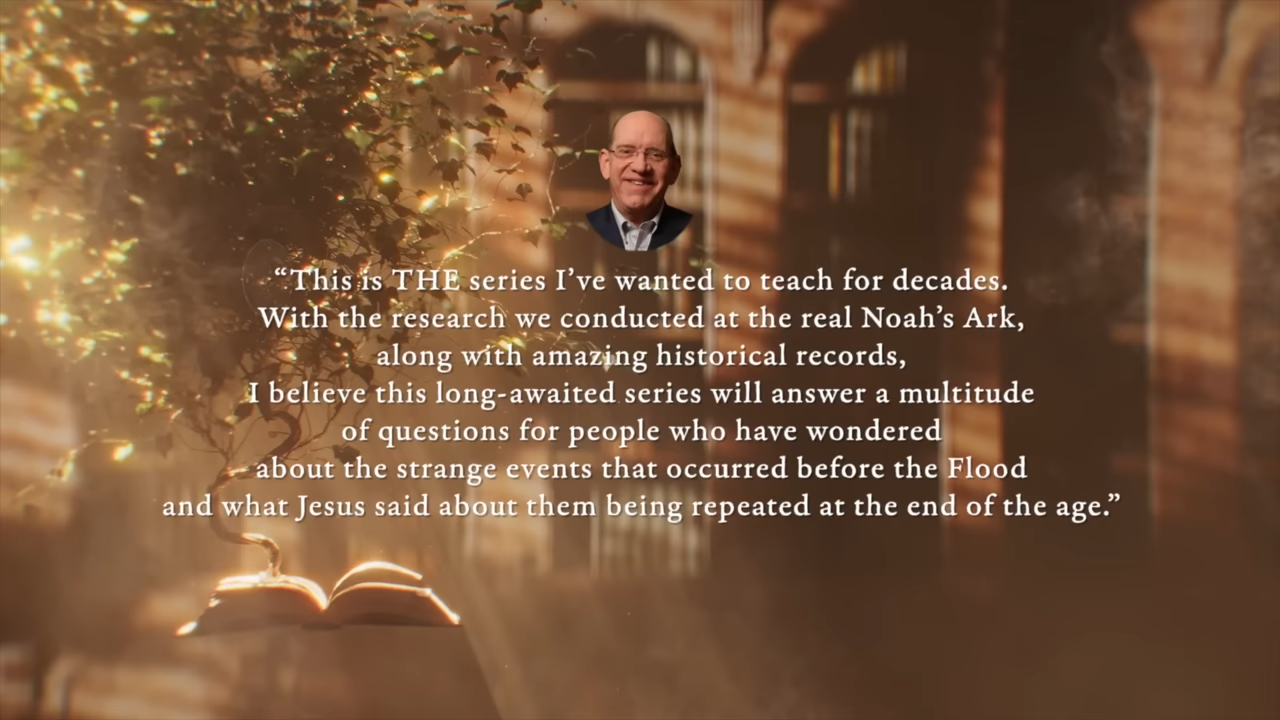 “This is THE series I’ve wanted to teach for decades.
With the research we conducted at the real Noah’s Ark,
along with amazing historical records,
I believe this long-awaited series will answer a multitude
of questions for people who have wondered
about the strange events that occurred before the Flood
and what Jesus said about them being repeated at the end of the age.”